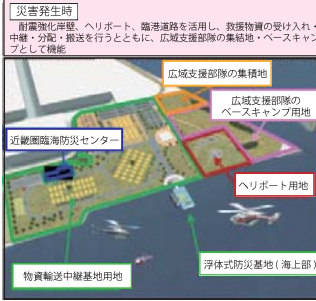 災害発生時
耐震強化岸壁、ヘリポート、臨港道路を活用し、救援物資の受け入れ・
中継・分配・搬送を行うとともに、広域支援部隊の集結地・ベースキャン
プとして機能
広域支援部隊の集積地
広域支援部隊の
ベースキャンプ用地
近畿圏臨海防災センター
ヘリポート用地
物資輸送中継基地用地
浮体式防災基地(海上部)